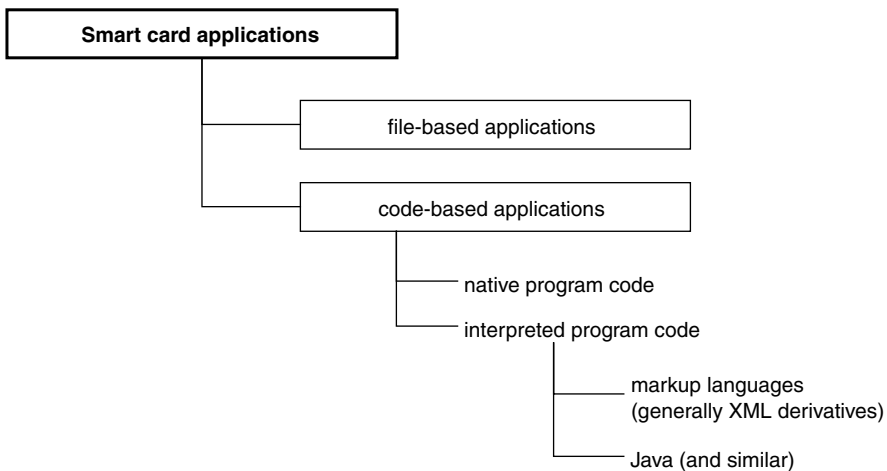 Smart card applications
file-based applications
code-based applications
native program code
interpreted program code
markup languages
(generally XML derivatives)
Java (and similar)